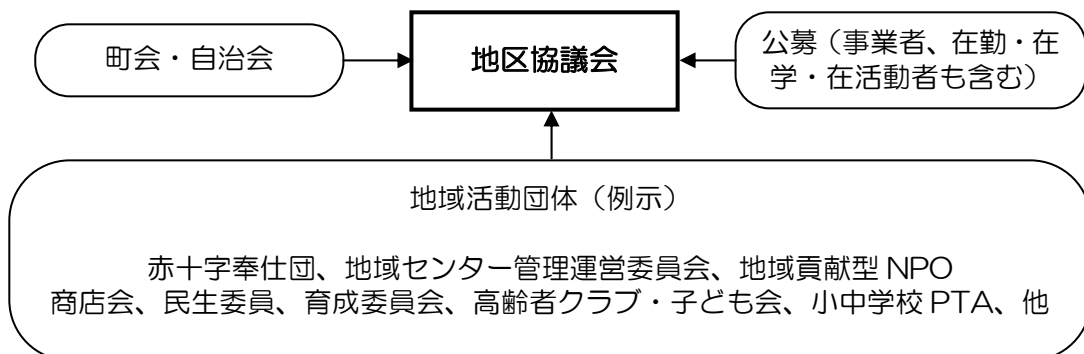 町会・自治会
地区協議会
公募（事業者、在勤・在
学・在活動者も含む）
地域活動団体（例示）
赤十字奉仕団、地域センター管理運営委員会、地域貢献型 NPO
商店会、民生委員、育成委員会、高齢者クラブ・子ども会、小中学校 PTA、他